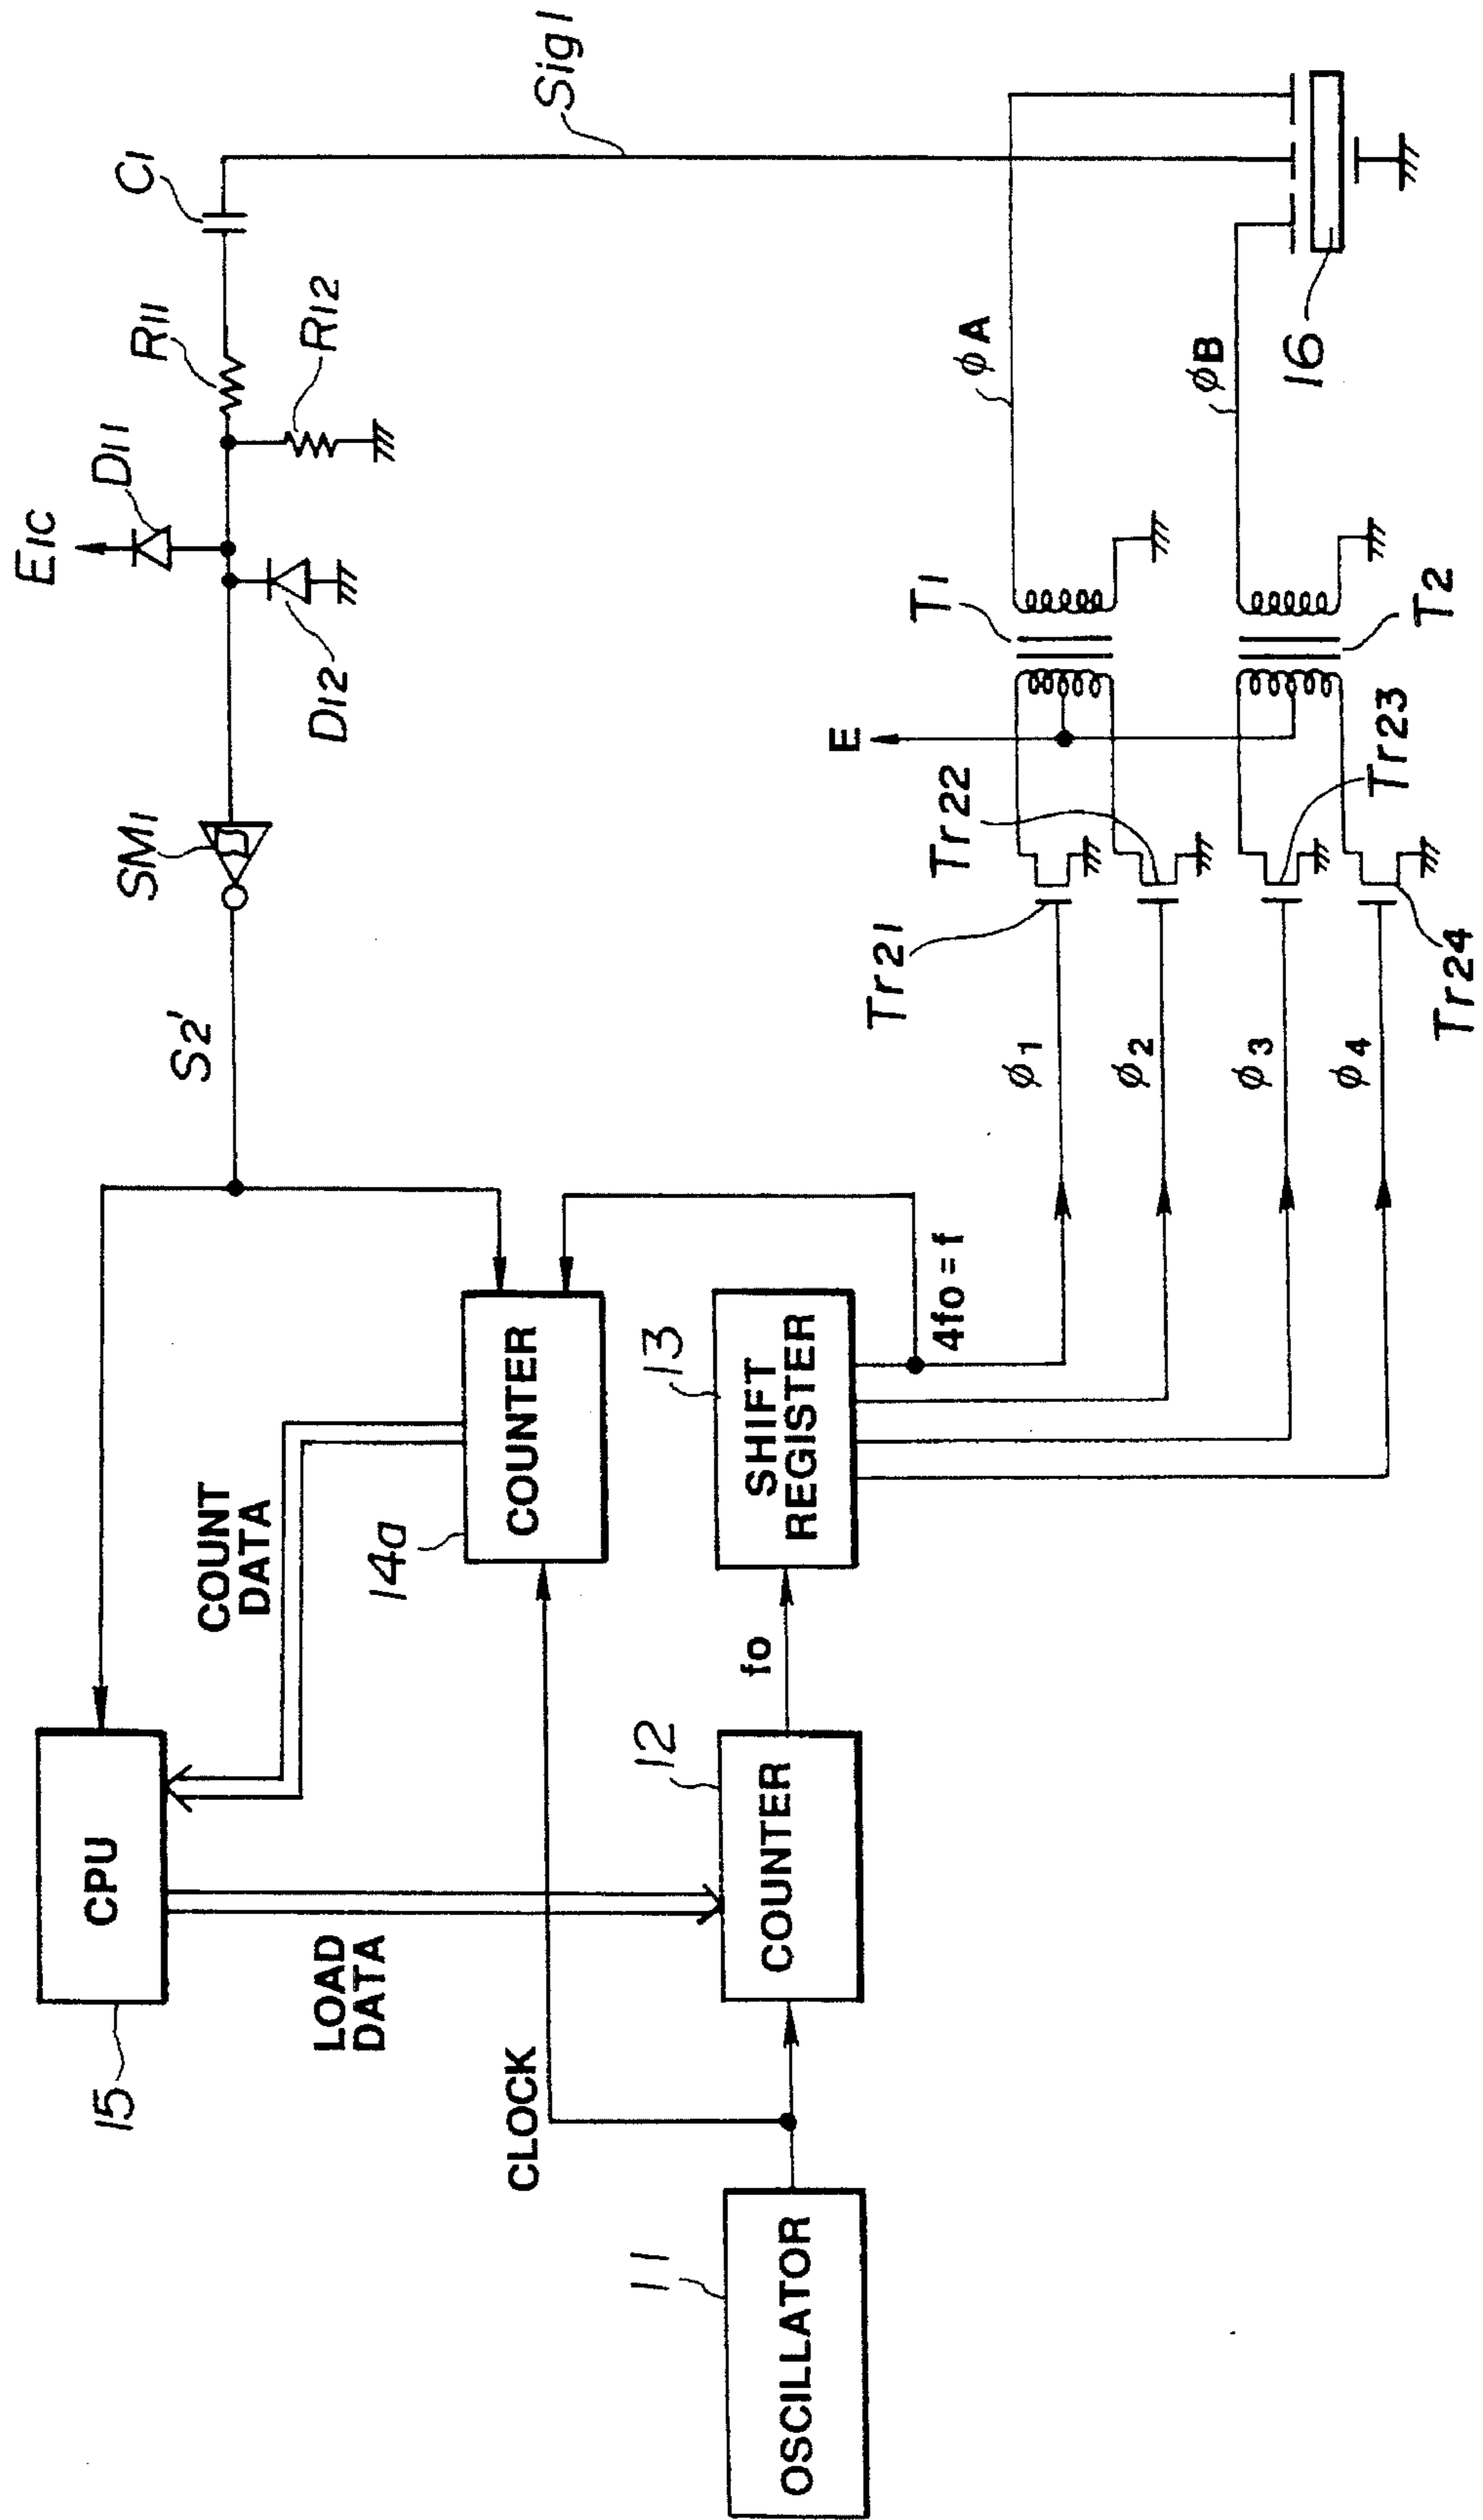 15
CPU
LOAD
DATA
COUNT
DATA
S2'
SM1
D12
EIC
D11
R11
R12
C1
Sig1
CLOCK
14a
COUNTER
11
OSCILLATOR
12
COUNTER
fo
13
SHIFT
REGISTER
4fo=f
φ1
φ2
φ3
φ4
Tr21
Tr22
Tr23
Tr24
E
T1
T2
φA
φB
16